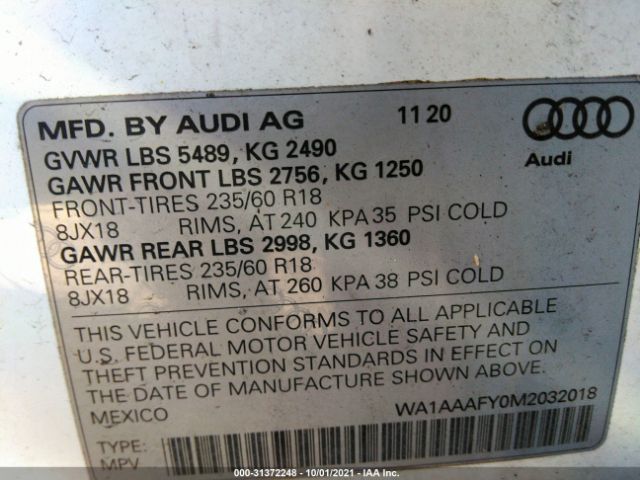 MFD. BY AUDI AG 11 20
GVWR LBS 5489, KG 2490
GAWR FRONT LBS 2756, KG 1250
FRONT-TIRES 235/60 R18
8JX18 RIMS, AT 240 KPA 35 PSI COLD
GAWR REAR LBS 2998, KG 1360
REAR-TIRES 235/60 R18
8JX18 RIMS, AT 260 KPA 38 PSI COLD
Audi
THIS VEHICLE CONFORMS TO ALL APPLICABLE
U.S. FEDERAL MOTOR VEHICLE SAFETY AND
THEFT PREVENTION STANDARDS IN EFFECT ON
THE DATE OF MANUFACTURE SHOWN ABOVE.
MEXICO WA1AAAFY0M2032018
TYPE:
MPV
000-31372248 - 10/01/2021 - IAA Inc.